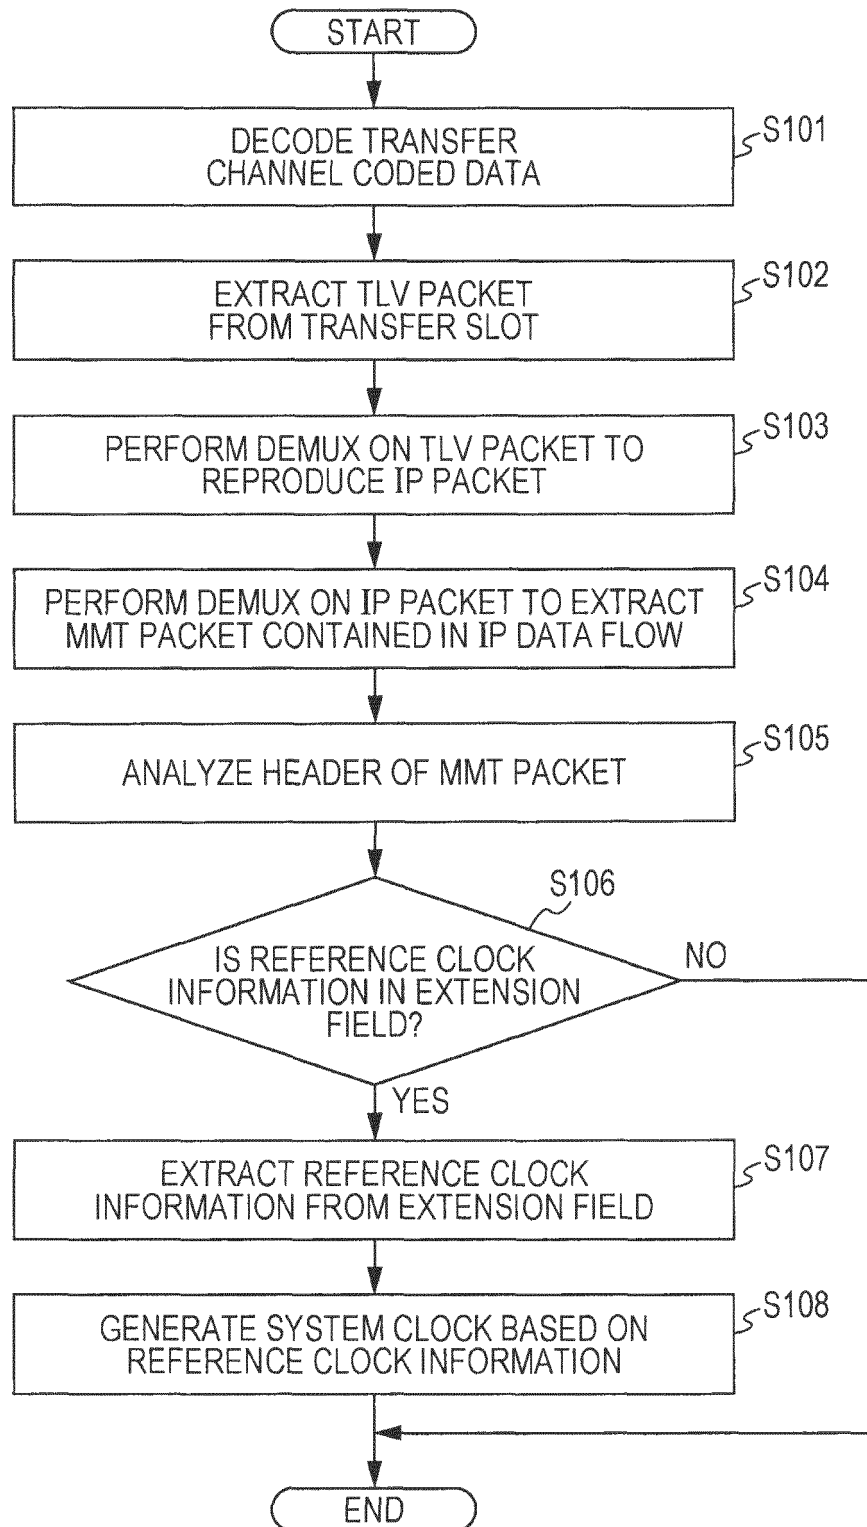 START
DECODE TRANSFER
CHANNEL CODED DATA
S101
EXTRACT TLV PACKET
FROM TRANSFER SLOT
S102
PERFORM DEMUX ON TLV PACKET TO
REPRODUCE IP PACKET
S103
PERFORM DEMUX ON IP PACKET TO EXTRACT
MMT PACKET CONTAINED IN IP DATA FLOW
S104
ANALYZE HEADER OF MMT PACKET
S105
S106
IS REFERENCE CLOCK
INFORMATION IN EXTENSION
FIELD?
NO
YES
EXTRACT REFERENCE CLOCK
INFORMATION FROM EXTENSION FIELD
S107
GENERATE SYSTEM CLOCK BASED ON
REFERENCE CLOCK INFORMATION
S108
END